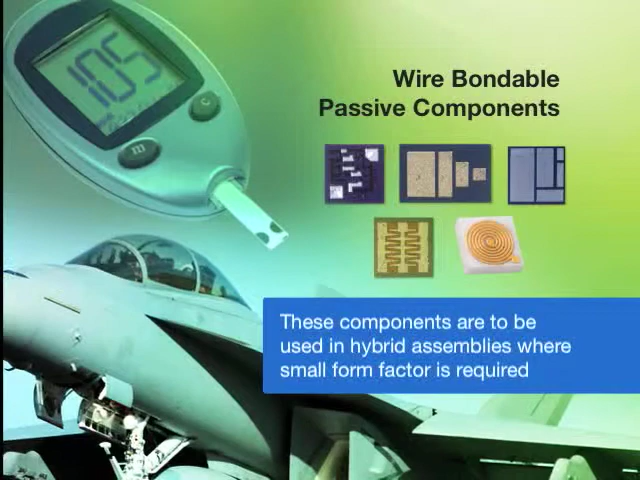 105
C
m
Wire Bondable
Passive Components
These components are to be
used in hybrid assemblies where
small form factor is required